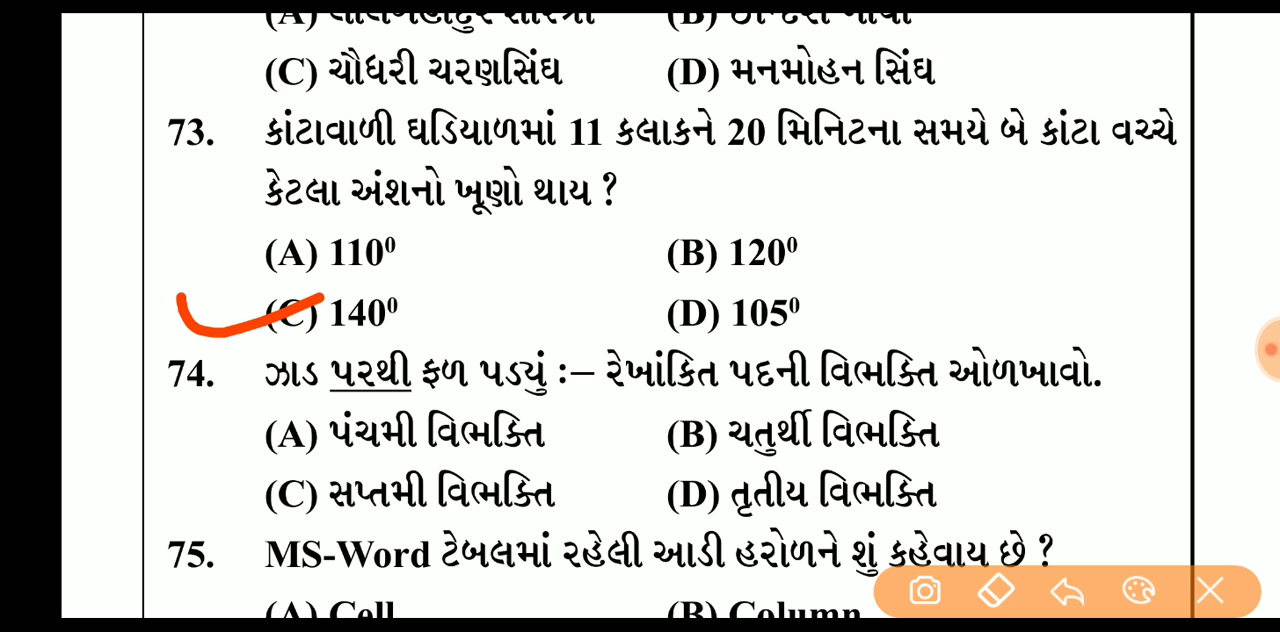 (C) ચૌધરી ચરણસિંઘ (D) મનમોહન સિંઘ
73. કાંટાવાળી ઘડિયાળમાં 11 કલાકને 20 મિનિટના સમયે બે કાંટા વચ્ચે
કેટલા અંશનો ખૂણો થાય ?
(A) 110⁰ (B) 120⁰
(C) 140⁰ (D) 105⁰
74. ઝાડ પરથી ફળ પડ્યું :– રેખાંકિત પદની વિભક્તિ ઓળખાવો.
(A) પંચમી વિભક્તિ (B) ચતુર્થી વિભક્તિ
(C) સપ્તમી વિભક્તિ (D) તૃતીય વિભક્તિ
75. MS-Word ટેબલમાં રહેલી આડી હરોળને શું કહેવાય છે ?
(A) Cell (B) Column